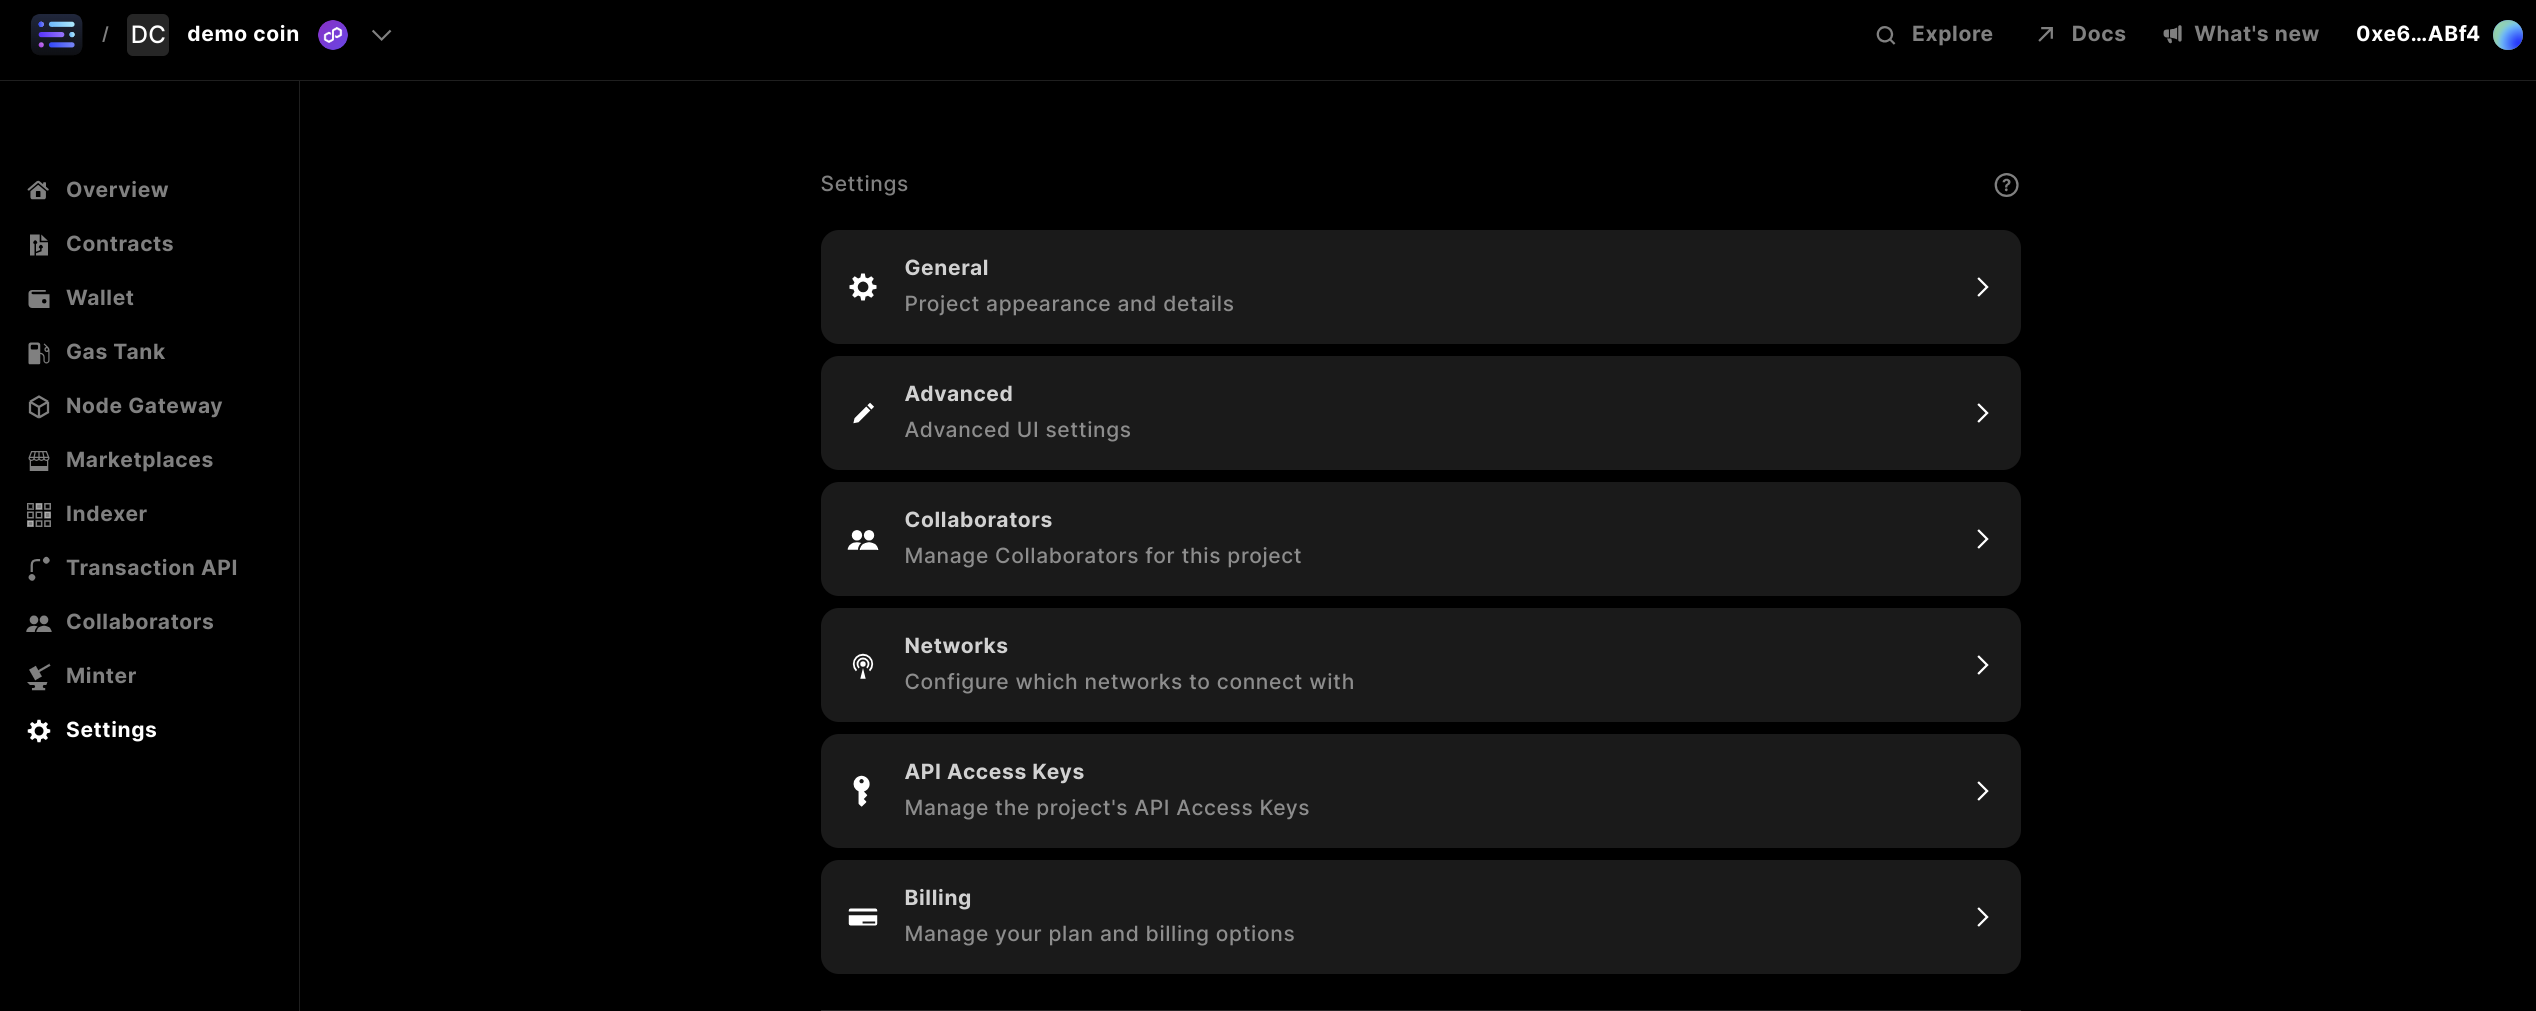 / DC demo coin
Explore
Docs
What's new
0xe6...ABf4
Overview
Contracts
Wallet
Gas Tank
Node Gateway
Marketplaces
Indexer
Transaction API
Collaborators
Minter
Settings
Settings
General
Project appearance and details
Advanced
Advanced UI settings
Collaborators
Manage Collaborators for this project
Networks
Configure which networks to connect with
API Access Keys
Manage the project's API Access Keys
Billing
Manage your plan and billing options